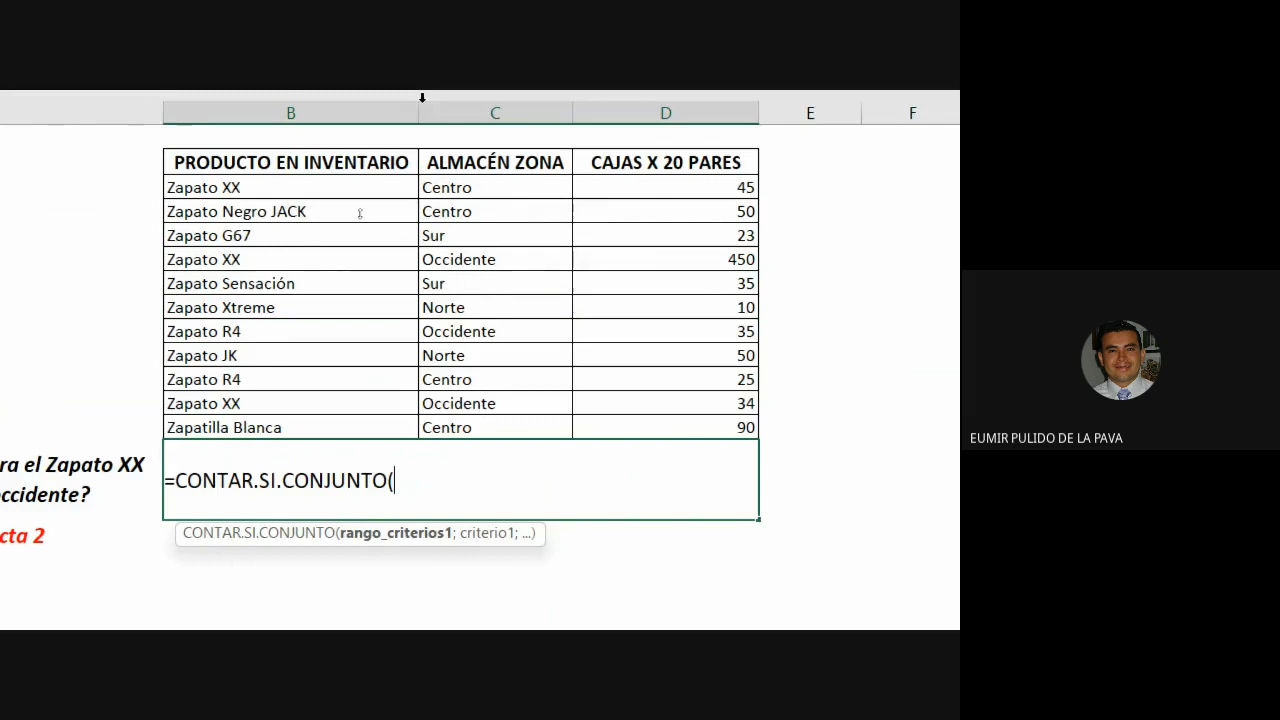 B C D E F
PRODUCTO EN INVENTARIO ALMACÉN ZONA CAJAS X 20 PARES
Zapato XX Centro 45
Zapato Negro JACK Centro 50
Zapato G67 Sur 23
Zapato XX Occidente 450
Zapato Sensación Sur 35
Zapato Xtreme Norte 10
Zapato R4 Occidente 35
Zapato JK Norte 50
Zapato R4 Centro 25
Zapato XX Occidente 34
Zapatilla Blanca Centro 90
ra el Zapato XX
occidente?
cta 2
=CONTAR.SI.CONJUNTO(
CONTAR.SI.CONJUNTO(rango_criterios1; criterio1; ...)
EUMIR PULIDO DE LA PAVA